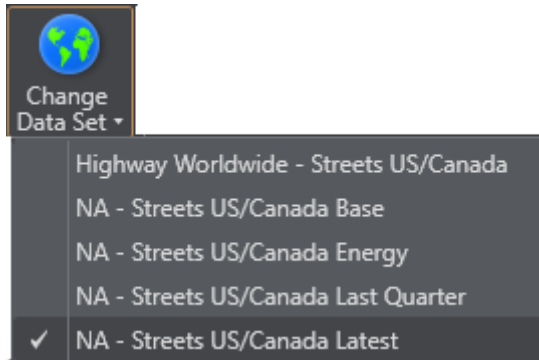 Change
Data Set
Highway Worldwide - Streets US/Canada
NA - Streets US/Canada Base
NA - Streets US/Canada Energy
NA - Streets US/Canada Last Quarter
NA - Streets US/Canada Latest